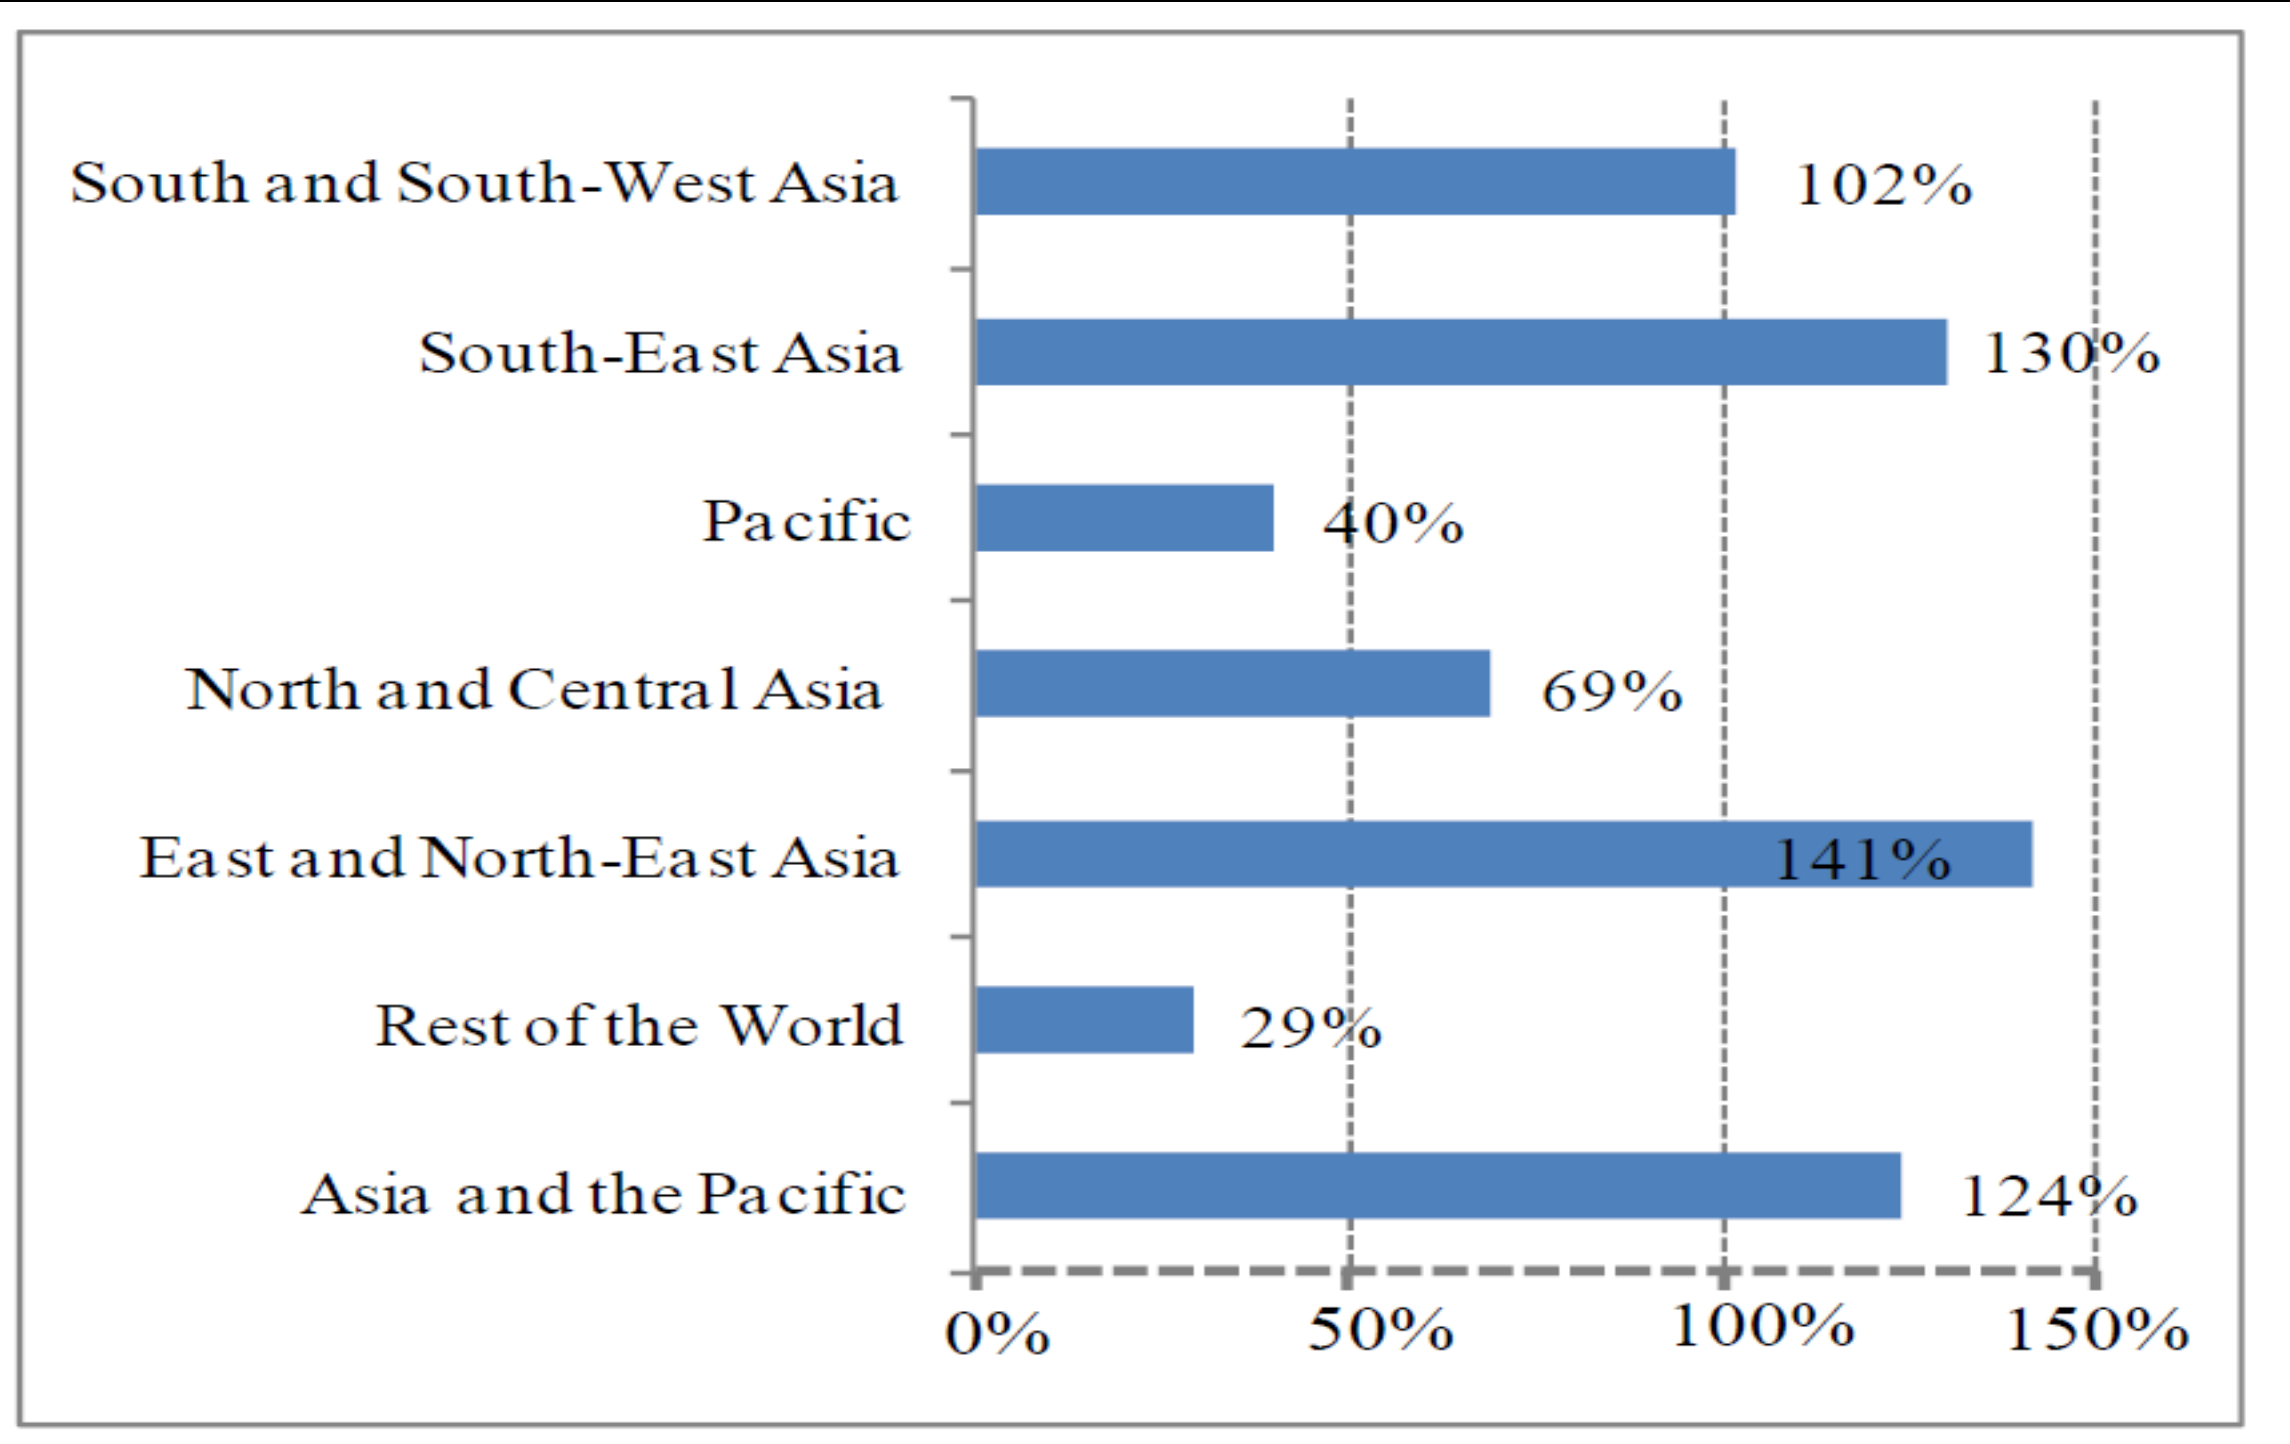 South and South-West Asia 102%
South-East Asia 130%
Pacific 40%
North and Central Asia 69%
East and North-East Asia 141%
Rest of the World 29%
Asia and the Pacific 124%
0% 50% 100% 150%